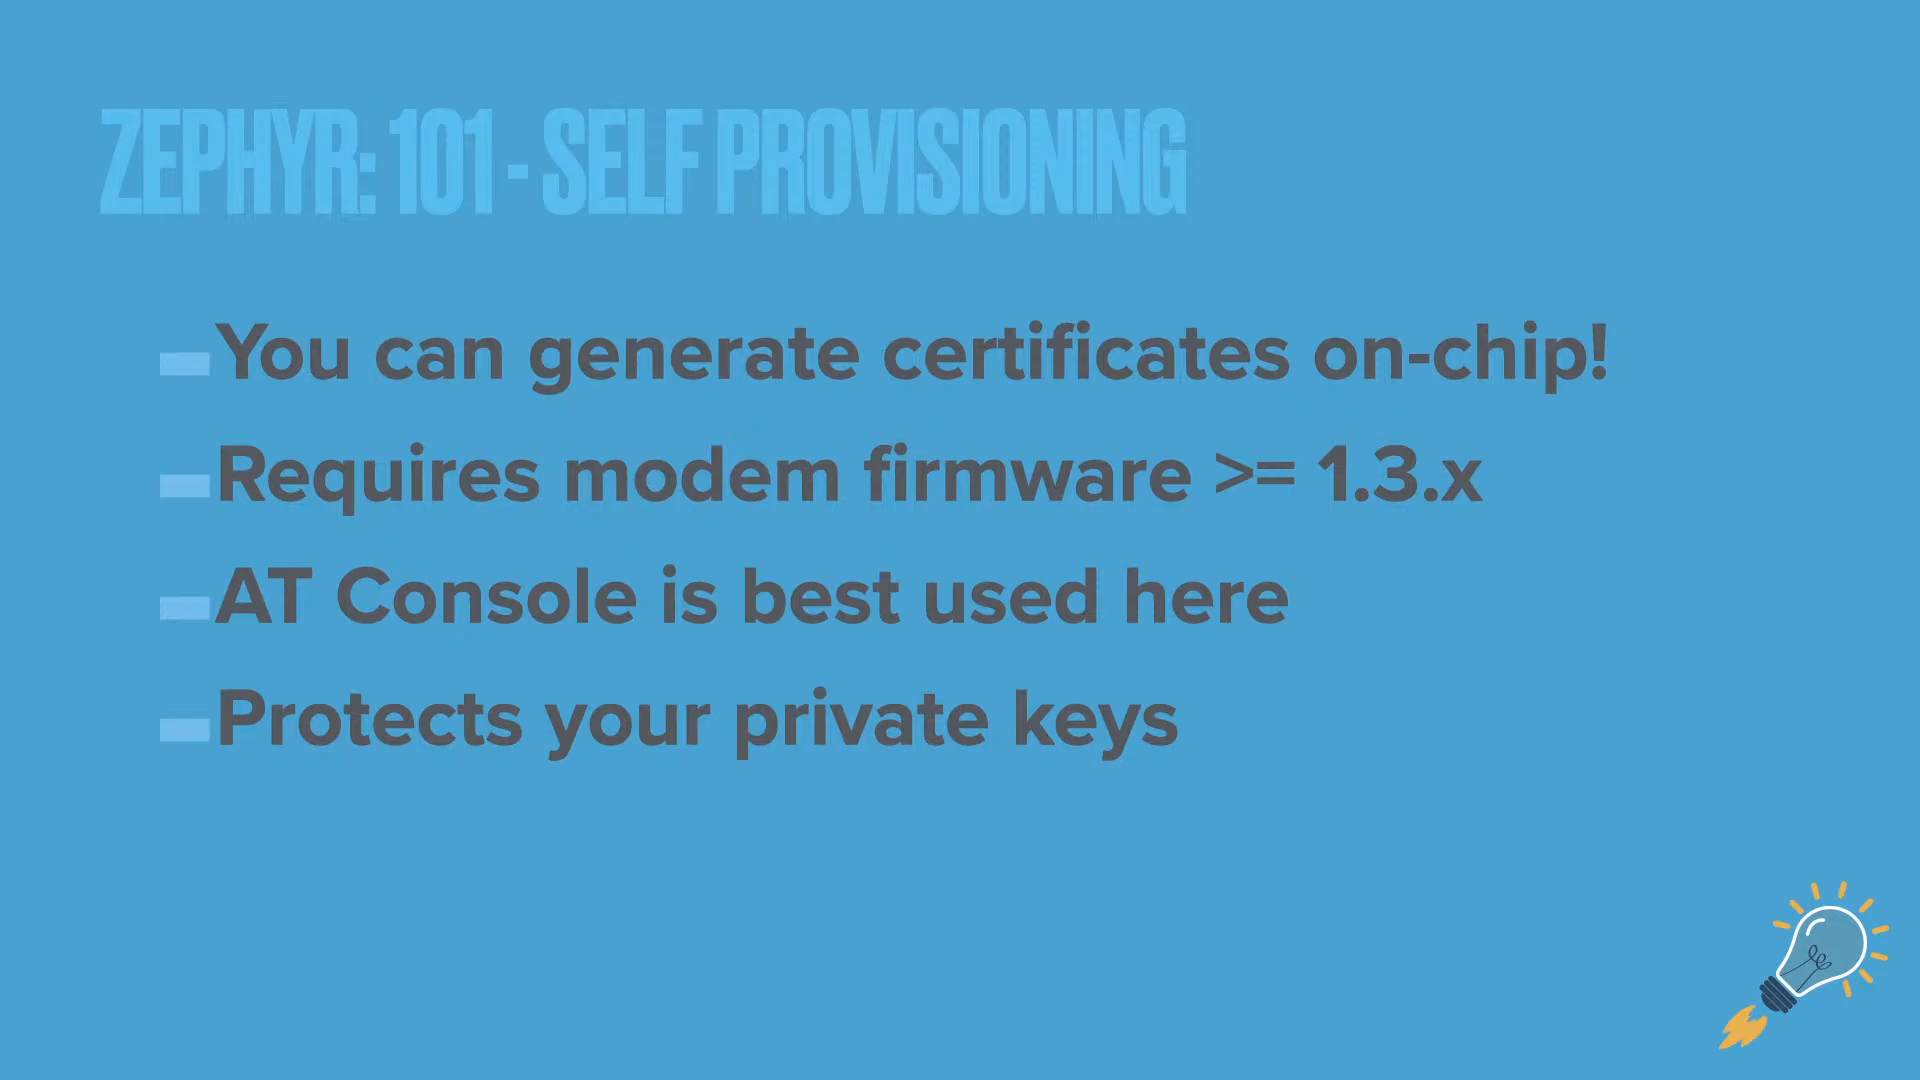 ZEPHYR: 101 - SELF PROVISIONING
You can generate certificates on-chip!
Requires modem firmware >= 1.3.x
AT Console is best used here
Protects your private keys